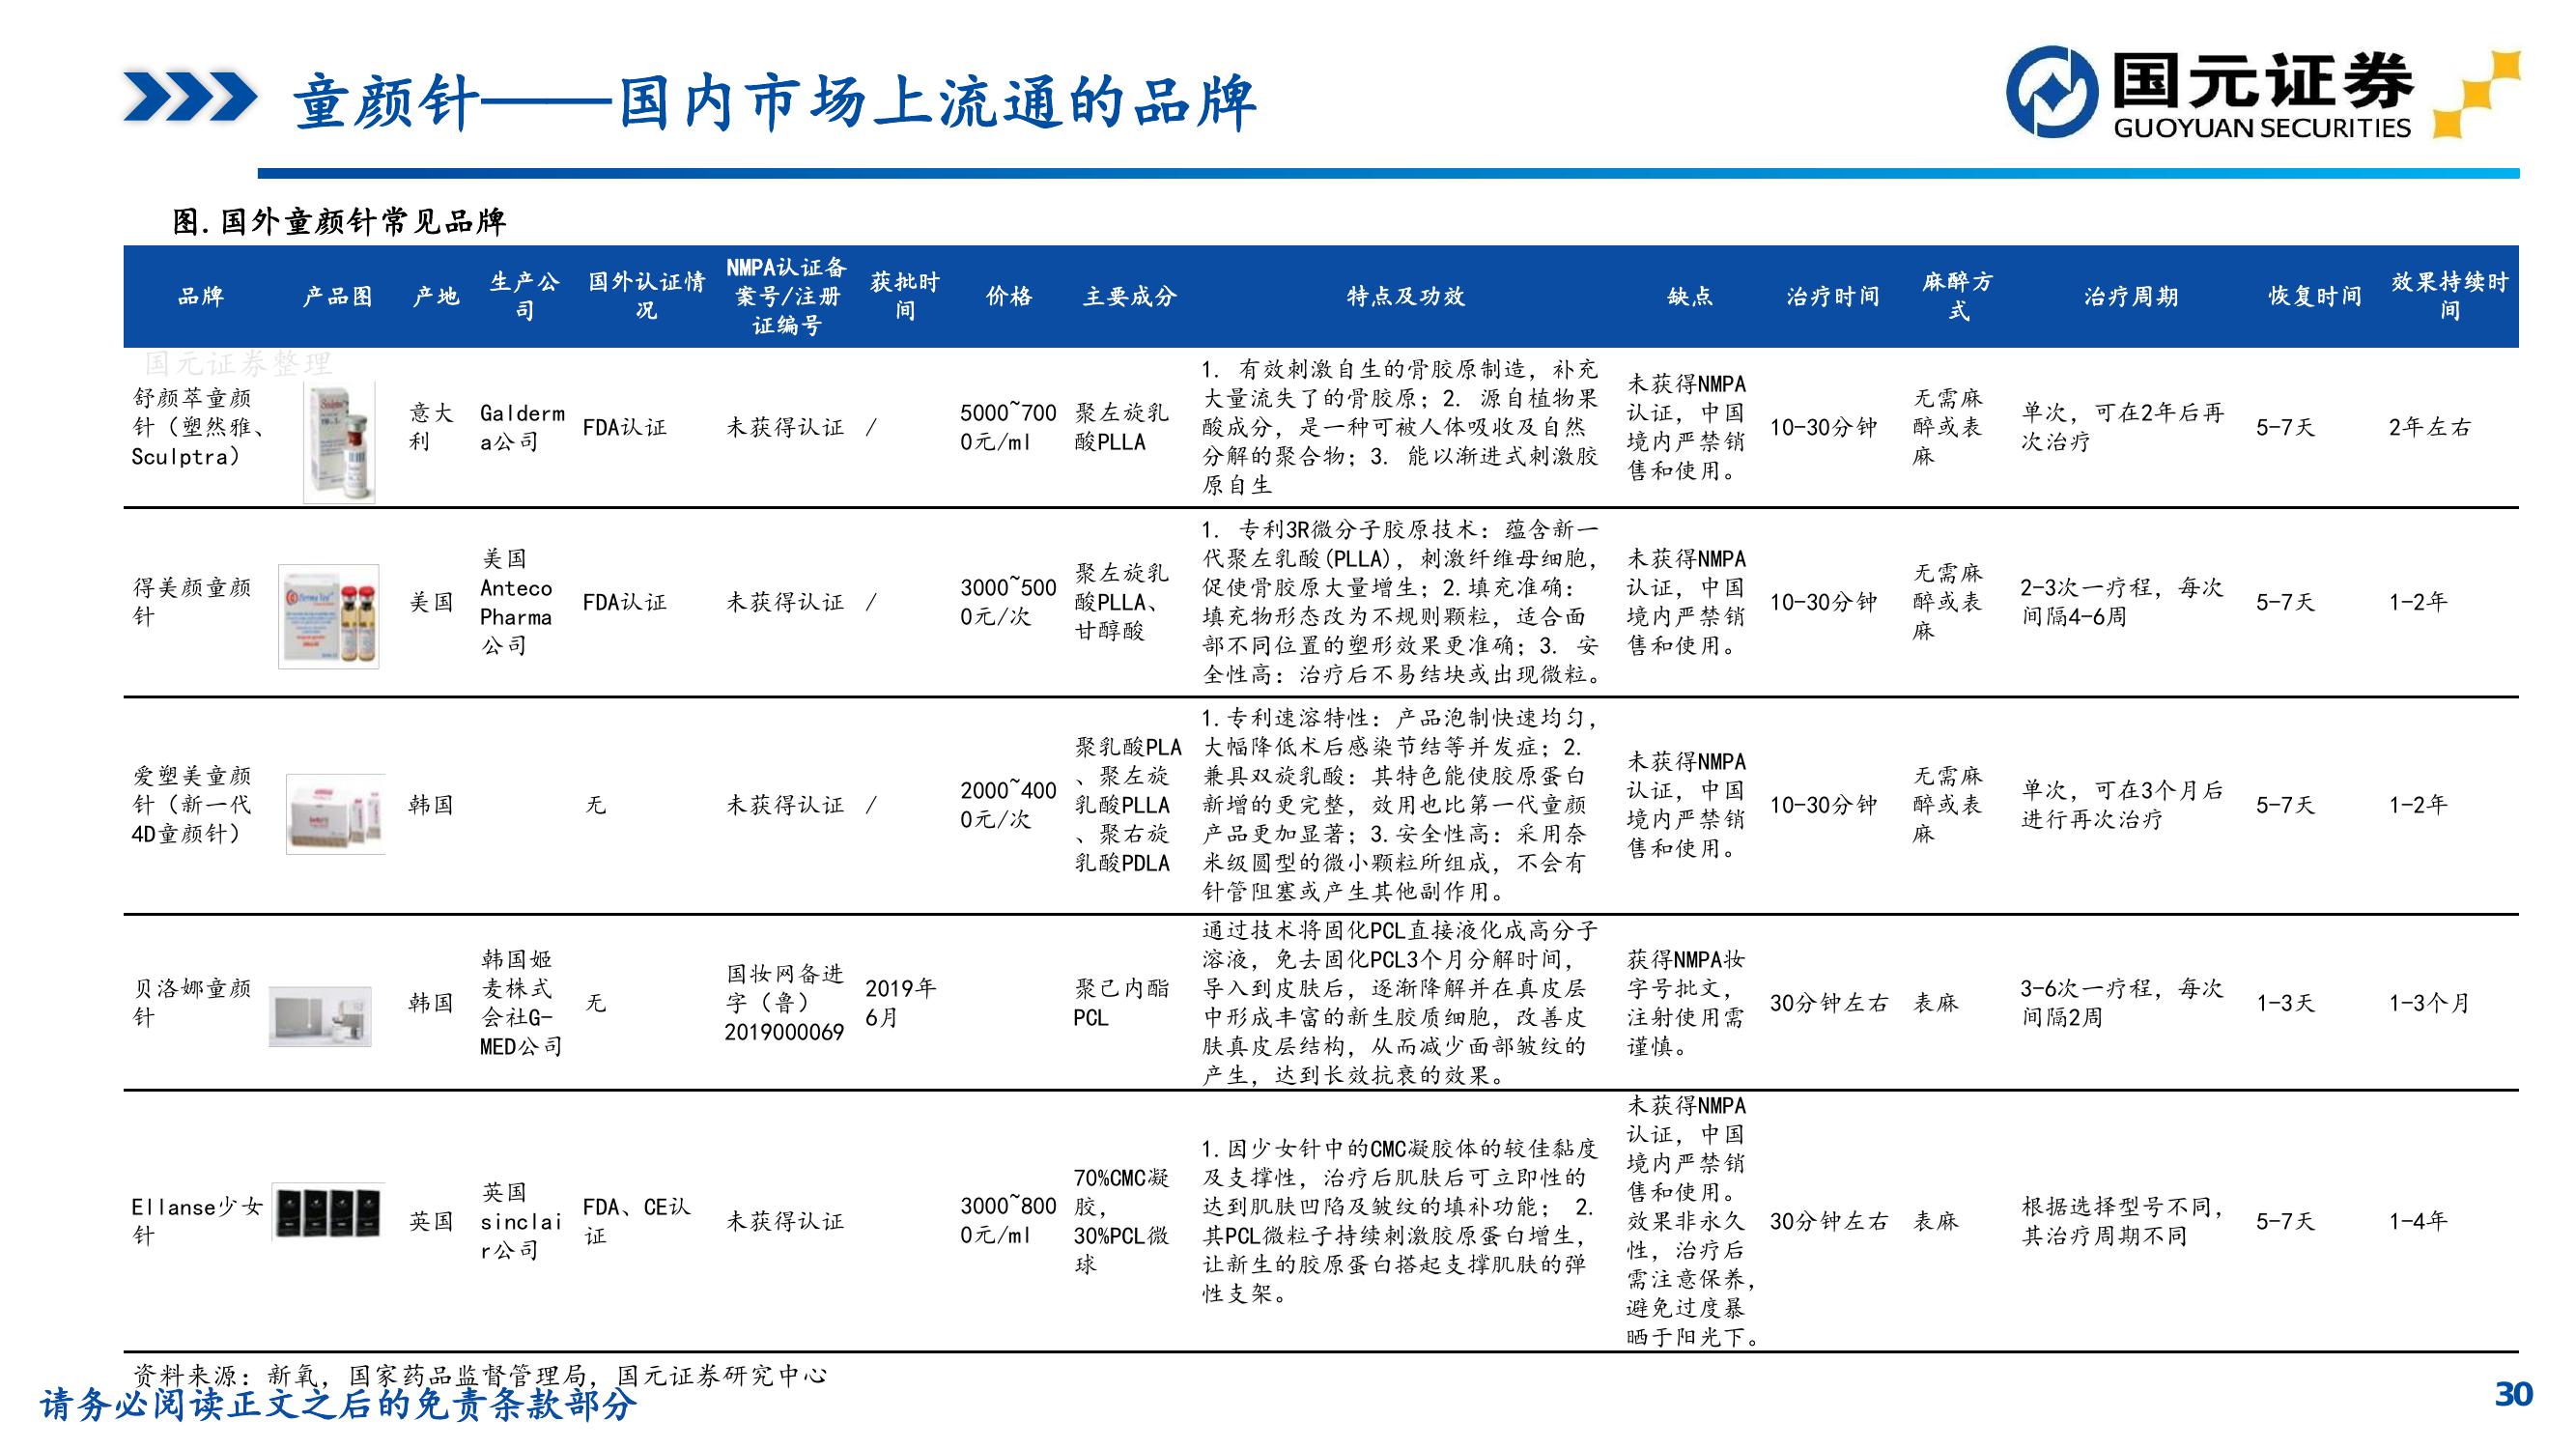 童颜针——国内市场上流通的品牌
国元证券
GUOYUAN SECURITIES
图. 国外童颜针常见品牌
品牌
产品图
产地
生产公
司
国外认证情
况
NMPA认证备
案号/注册
证编号
获批时
间
价格
主要成分
特点及功效
缺点
治疗时间
麻醉方
式
治疗周期
恢复时间
效果持续时
间
国元证券整理
舒颜萃童颜
针（塑然雅、
Sculptra）
意大
利
Galderm
a公司
FDA认证
未获得认证
/
5000~700
0元/ml
聚左旋乳
酸PLLA
1. 有效刺激自生的骨胶原制造，补充
大量流失了的骨胶原；2. 源自植物果
酸成分，是一种可被人体吸收及自然
分解的聚合物；3. 能以渐进式刺激胶
原自生
未获得NMPA
认证，中国
境内严禁销
售和使用。
10-30分钟
无需麻
醉或表
麻
单次，可在2年后再
次治疗
5-7天
2年左右
得美颜童颜
针
美国
美国
Anteco
Pharma
公司
FDA认证
未获得认证
/
3000~500
0元/次
聚左旋乳
酸PLLA、
甘醇酸
1. 专利3R微分子胶原技术：蕴含新一
代聚左乳酸(PLLA)，刺激纤维母细胞，
促使骨胶原大量增生；2.填充准确：
填充物形态改为不规则颗粒，适合面
部不同位置的塑形效果更准确；3. 安
全性高：治疗后不易结块或出现微粒。
未获得NMPA
认证，中国
境内严禁销
售和使用。
10-30分钟
无需麻
醉或表
麻
2-3次一疗程，每次
间隔4-6周
5-7天
1-2年
爱塑美童颜
针（新一代
4D童颜针）
韩国
无
未获得认证
/
2000~400
0元/次
聚乳酸PLA
、聚左旋
乳酸PLLA
、聚右旋
乳酸PDLA
1.专利速溶特性：产品泡制快速均匀，
大幅降低术后感染节结等并发症；2.
兼具双旋乳酸：其特色能使胶原蛋白
新增的更完整，效用也比第一代童颜
产品更加显著；3.安全性高：采用奈
米级圆型的微小颗粒所组成，不会有
针管阻塞或产生其他副作用。
未获得NMPA
认证，中国
境内严禁销
售和使用。
10-30分钟
无需麻
醉或表
麻
单次，可在3个月后
进行再次治疗
5-7天
1-2年
贝洛娜童颜
针
韩国
韩国姬
麦株式
会社G-
MED公司
无
国妆网备进
字（鲁）
2019000069
2019年
6月
聚己内酯
PCL
通过技术将固化PCL直接液化成高分子
溶液，免去固化PCL3个月分解时间，
导入到皮肤后，逐渐降解并在真皮层
中形成丰富的新生胶质细胞，改善皮
肤真皮层结构，从而减少面部皱纹的
产生，达到长效抗衰的效果。
获得NMPA妆
字号批文，
注射使用需
谨慎。
30分钟左右
表麻
3-6次一疗程，每次
间隔2周
1-3天
1-3个月
Ellanse少女
针
英国
英国
sinclai
r公司
FDA、CE认
证
未获得认证
3000~800
0元/ml
70%CMC凝
胶，
30%PCL微
球
1.因少女针中的CMC凝胶体的较佳黏度
及支撑性，治疗后肌肤后可立即性的
达到肌肤凹陷及皱纹的填补功能； 2.
其PCL微粒子持续刺激胶原蛋白增生，
让新生的胶原蛋白搭起支撑肌肤的弹
性支架。
未获得NMPA
认证，中国
境内严禁销
售和使用。
效果非永久
性，治疗后
需注意保养，
避免过度暴
晒于阳光下。
30分钟左右
表麻
根据选择型号不同，
其治疗周期不同
5-7天
1-4年
资料来源：新氧，国家药品监督管理局，国元证券研究中心
请务必阅读正文之后的免责条款部分
30